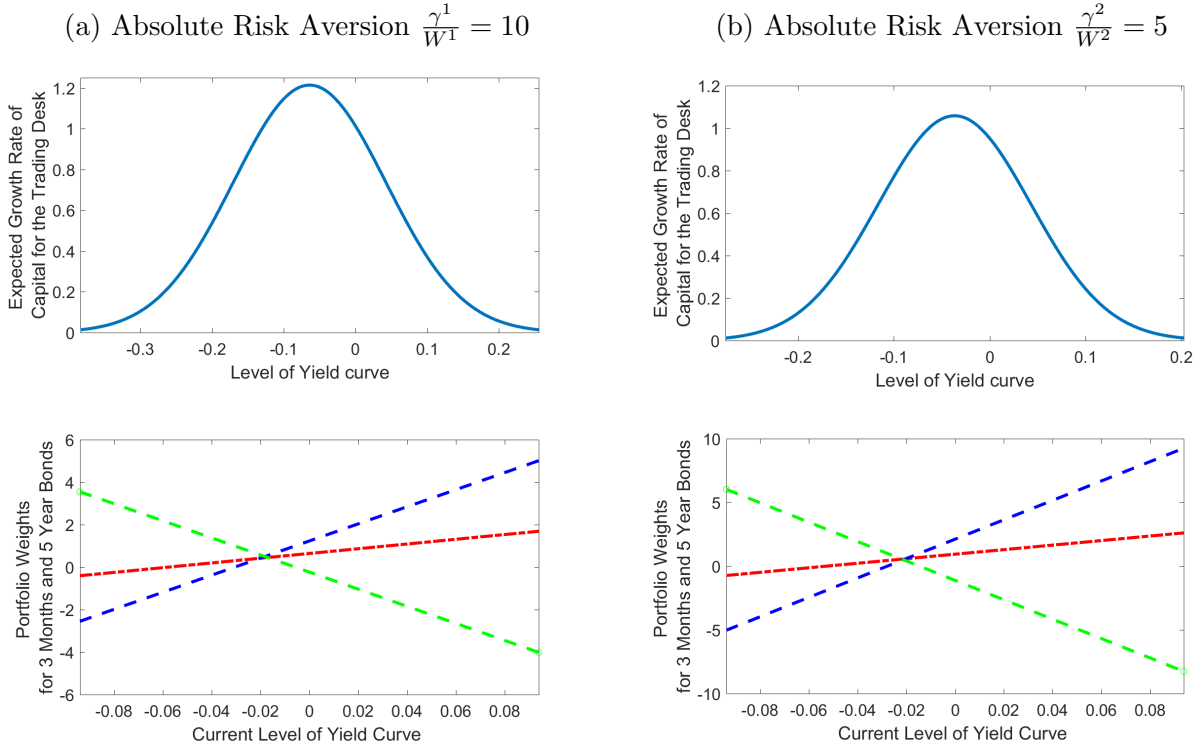 (a) Absolute Risk Aversion γ¹/W¹ = 10
Expected Growth Rate of
Capital for the Trading Desk
1.2
1
0.8
0.6
0.4
0.2
0
-0.3 -0.2 -0.1 0 0.1 0.2
Level of Yield curve
(b) Absolute Risk Aversion γ²/W² = 5
Expected Growth Rate of
Capital for the Trading Desk
1.2
1
0.8
0.6
0.4
0.2
0
-0.2 -0.1 0 0.1 0.2
Level of Yield curve
Portfolio Weights
for 3 Months and 5 Year Bonds
6
4
2
0
-2
-4
-6
-0.08 -0.06 -0.04 -0.02 0 0.02 0.04 0.06 0.08
Current Level of Yield Curve
Portfolio Weights
for 3 Months and 5 Year Bonds
10
5
0
-5
-10
-0.08 -0.06 -0.04 -0.02 0 0.02 0.04 0.06 0.08
Current Level of Yield Curve